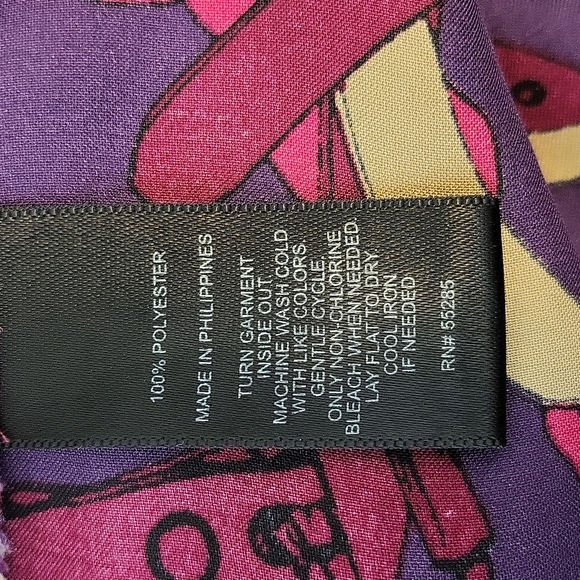 100% POLYESTER
MADE IN PHILIPPINES
TURN GARMENT
INSIDE OUT
MACHINE WASH COLD
WITH LIKE COLORS.
GENTLE CYCLE.
ONLY NON-CHLORINE
BLEACH WHEN NEEDED.
LAY FLAT TO DRY.
COOL IRON
IF NEEDED
RN# 55285